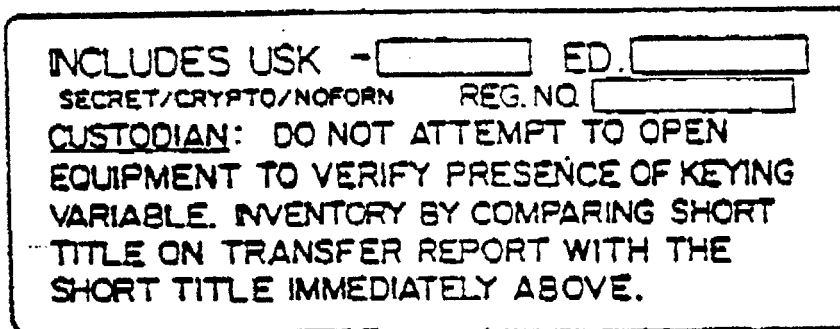 INCLUDES USK - ED.
SECRET/CRYPTO/NOFORN REG. NO.
CUSTODIAN: DO NOT ATTEMPT TO OPEN
EQUIPMENT TO VERIFY PRESENCE OF KEYING
VARIABLE. INVENTORY BY COMPARING SHORT
TITLE ON TRANSFER REPORT WITH THE
SHORT TITLE IMMEDIATELY ABOVE.